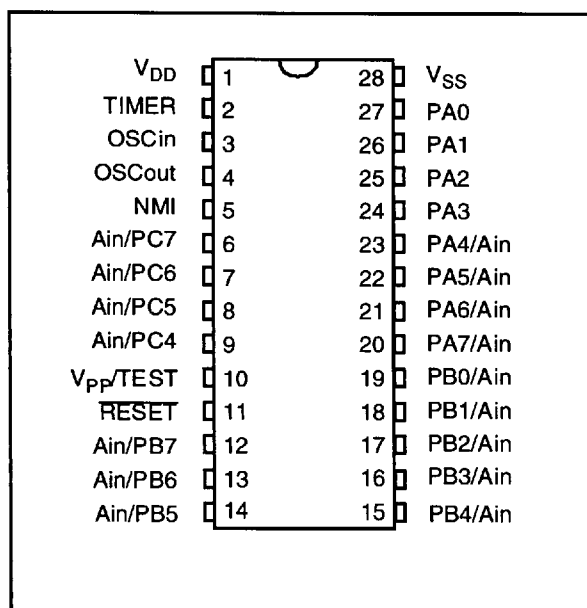 VDD 1 28 VSS
TIMER 2 27 PA0
OSCin 3 26 PA1
OSCout 4 25 PA2
NMI 5 24 PA3
Ain/PC7 6 23 PA4/Ain
Ain/PC6 7 22 PA5/Ain
Ain/PC5 8 21 PA6/Ain
Ain/PC4 9 20 PA7/Ain
VPP/TEST 10 19 PB0/Ain
RESET 11 18 PB1/Ain
Ain/PB7 12 17 PB2/Ain
Ain/PB6 13 16 PB3/Ain
Ain/PB5 14 15 PB4/Ain